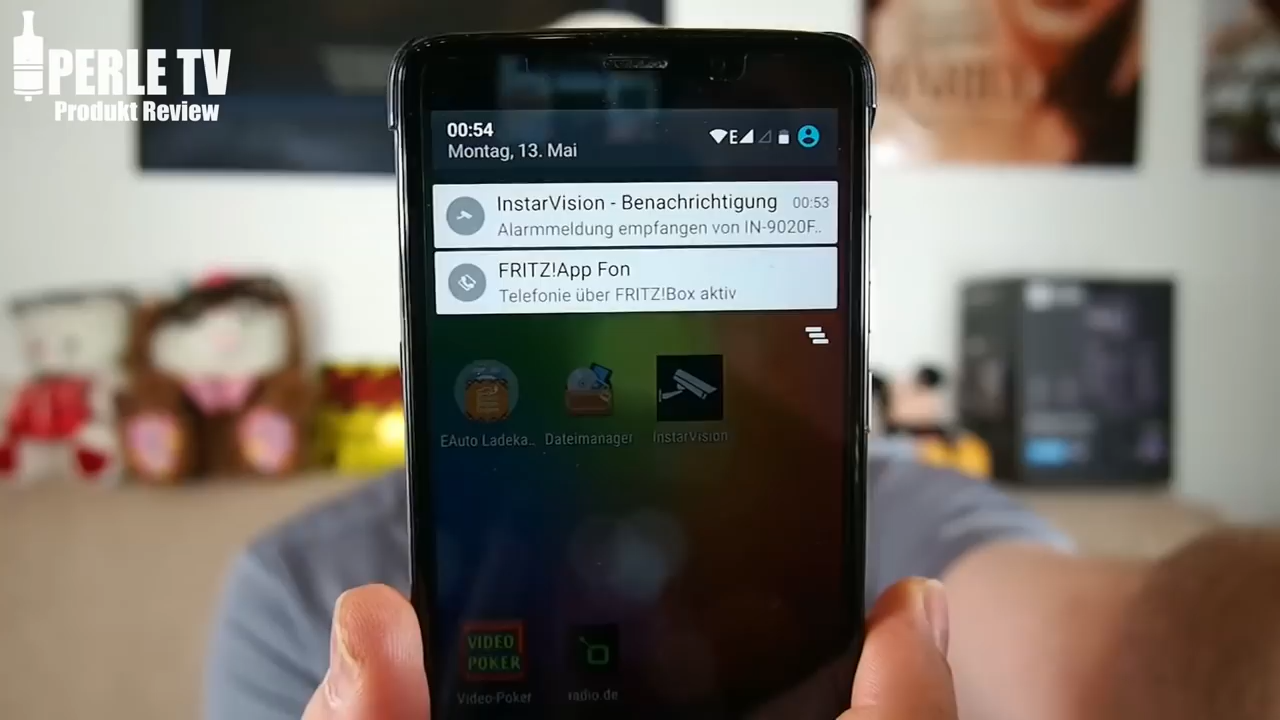 PERLE TV
Produkt Review
00:54
Montag, 13. Mai
E
InstarVision - Benachrichtigung 00:53
Alarmmeldung empfangen von IN-9020F..
FRITZ!App Fon
Telefonie über FRITZ!Box aktiv
EAuto Ladeka.. Dateimanager InstarVision
VIDEO
POKER
Video-Poker radio.de